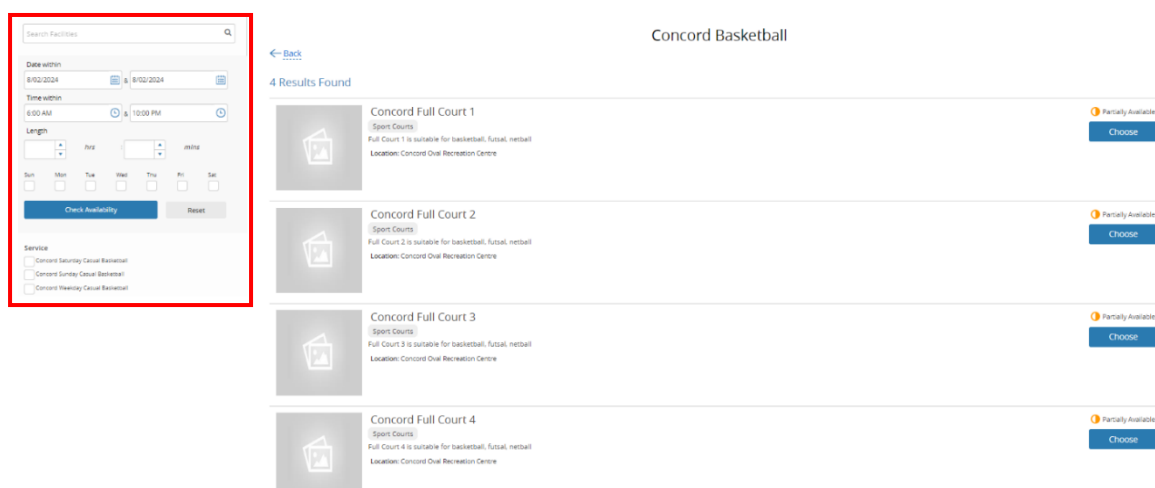 Search Facilities
Date within
8/02/2024 & 8/02/2024
Time within
6:00 AM & 10:00 PM
Length
hrs : mins
Sun Mon Tue Wed Thu Fri Sat
Check Availability Reset
Service
Concord Saturday Casual Basketball
Concord Sunday Casual Basketball
Concord Weekday Casual Basketball
Concord Basketball
Back
4 Results Found
Concord Full Court 1
Sport Courts
Full Court 1 is suitable for basketball, futsal, netball
Location: Concord Oval Recreation Centre
Partially Available
Choose
Concord Full Court 2
Sport Courts
Full Court 2 is suitable for basketball, futsal, netball
Location: Concord Oval Recreation Centre
Partially Available
Choose
Concord Full Court 3
Sport Courts
Full Court 3 is suitable for basketball, futsal, netball
Location: Concord Oval Recreation Centre
Partially Available
Choose
Concord Full Court 4
Sport Courts
Full Court 4 is suitable for basketball, futsal, netball
Location: Concord Oval Recreation Centre
Partially Available
Choose